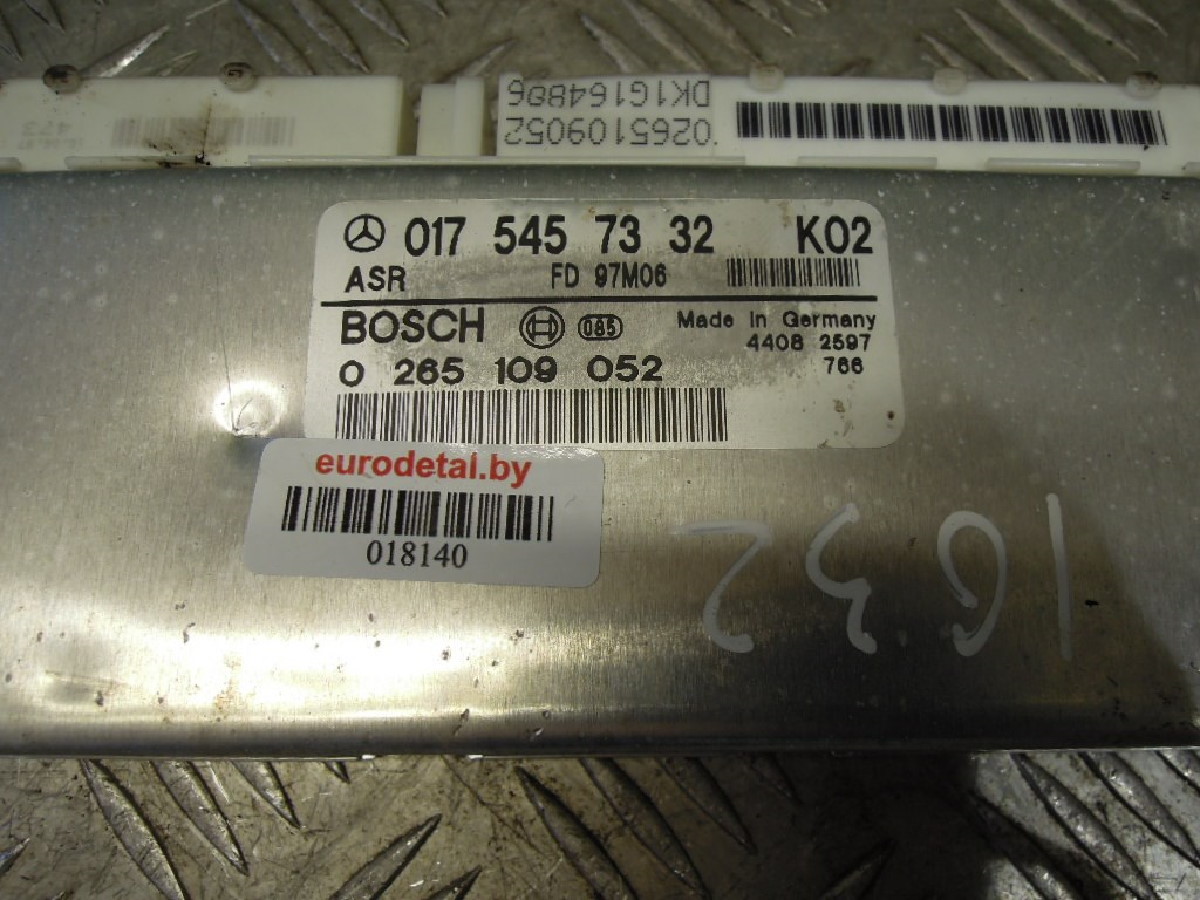 DK1G164806
0265109052
017 545 73 32 K02
ASR FD 97M06
BOSCH 085 Made in Germany
4408 2597
0 265 109 052 766
eurodetal.by
018140
1632